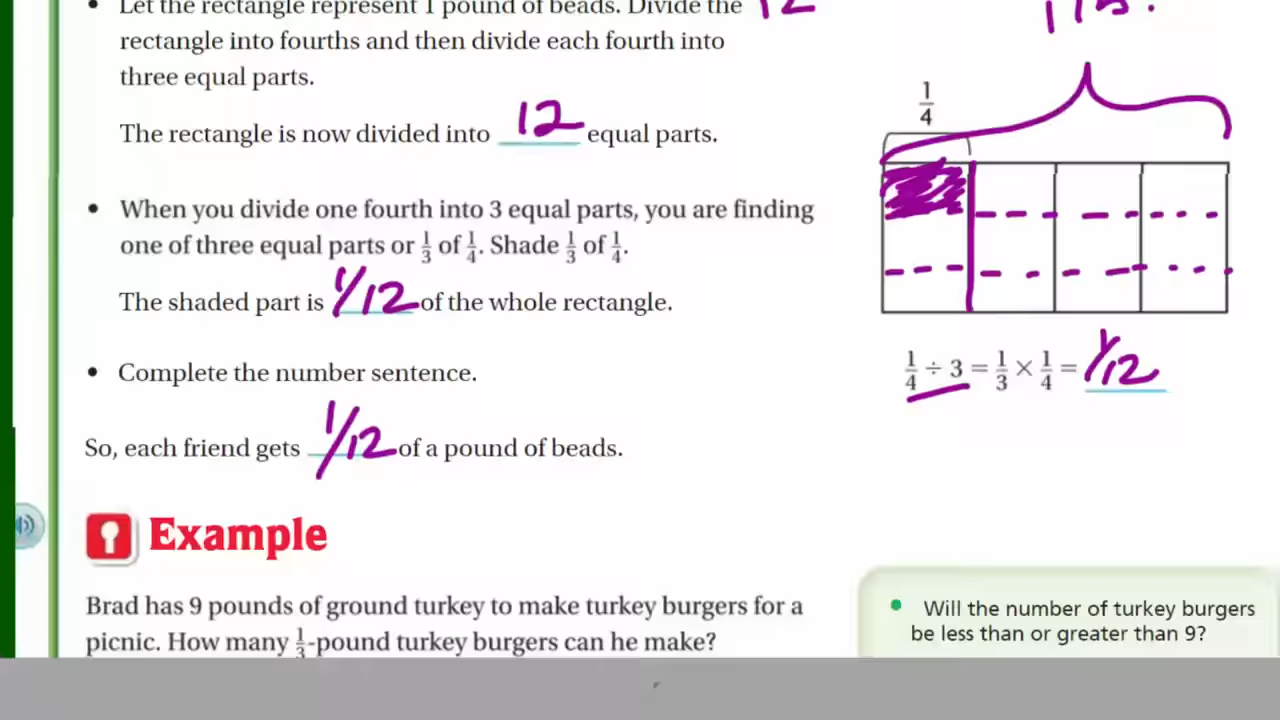 • Let the rectangle represent 1 pound of beads. Divide the 12
rectangle into fourths and then divide each fourth into
three equal parts.
1/4
The rectangle is now divided into 12 equal parts.
• When you divide one fourth into 3 equal parts, you are finding
one of three equal parts or 1/3 of 1/4. Shade 1/3 of 1/4.
The shaded part is 1/12 of the whole rectangle.
1/4 ÷ 3 = 1/3 × 1/4 = 1/12
• Complete the number sentence.
So, each friend gets 1/12 of a pound of beads.
Example
Brad has 9 pounds of ground turkey to make turkey burgers for a
picnic. How many 1/3-pound turkey burgers can he make?
• Will the number of turkey burgers
be less than or greater than 9?